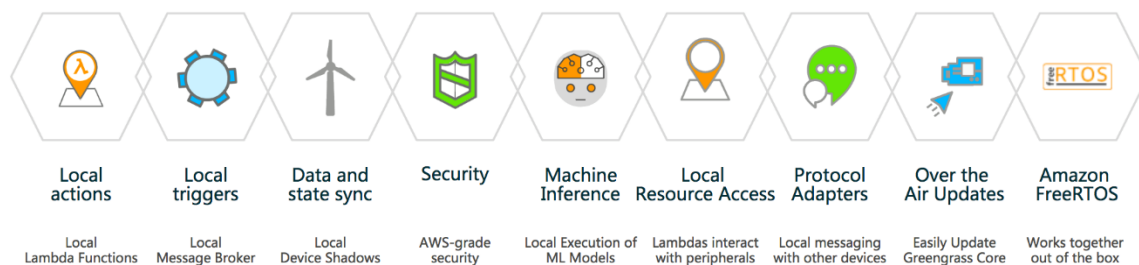 λ
free RTOS
Local
actions
Local
triggers
Data and
state sync
Security
Machine
Inference
Local
Resource Access
Protocol
Adapters
Over the
Air Updates
Amazon
FreeRTOS
Local
Lambda Functions
Local
Message Broker
Local
Device Shadows
AWS-grade
security
Local Execution of
ML Models
Lambdas interact
with peripherals
Local messaging
with other devices
Easily Update
Greengrass Core
Works together
out of the box